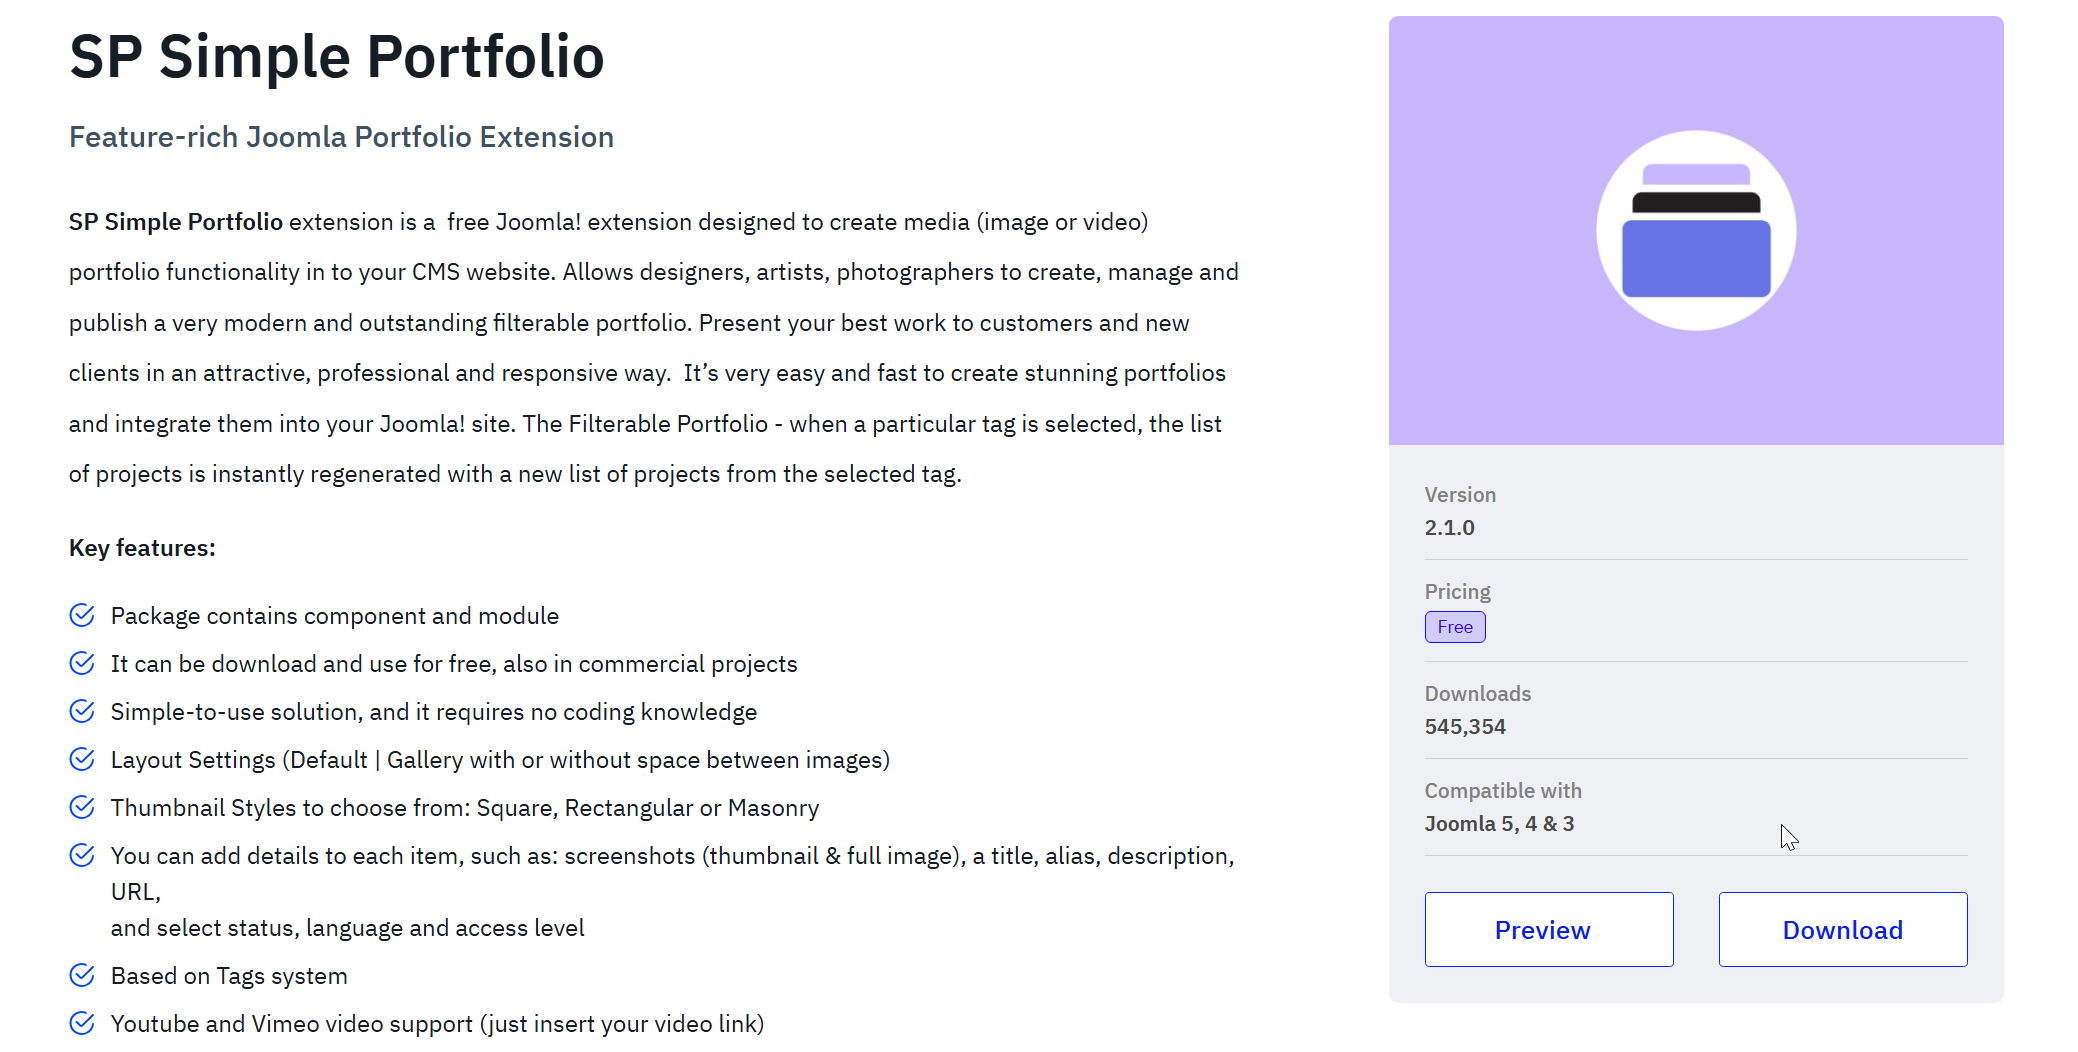 SP Simple Portfolio
Feature-rich Joomla Portfolio Extension
SP Simple Portfolio extension is a  free Joomla! extension designed to create media (image or video)
portfolio functionality in to your CMS website. Allows designers, artists, photographers to create, manage and
publish a very modern and outstanding filterable portfolio. Present your best work to customers and new
clients in an attractive, professional and responsive way.  It’s very easy and fast to create stunning portfolios
and integrate them into your Joomla! site. The Filterable Portfolio - when a particular tag is selected, the list
of projects is instantly regenerated with a new list of projects from the selected tag.
Key features:
Package contains component and module
It can be download and use for free, also in commercial projects
Simple-to-use solution, and it requires no coding knowledge
Layout Settings (Default | Gallery with or without space between images)
Thumbnail Styles to choose from: Square, Rectangular or Masonry
You can add details to each item, such as: screenshots (thumbnail & full image), a title, alias, description,
URL,
and select status, language and access level
Based on Tags system
Youtube and Vimeo video support (just insert your video link)
Version
2.1.0
Pricing
Free
Downloads
545,354
Compatible with
Joomla 5, 4 & 3
Preview
Download